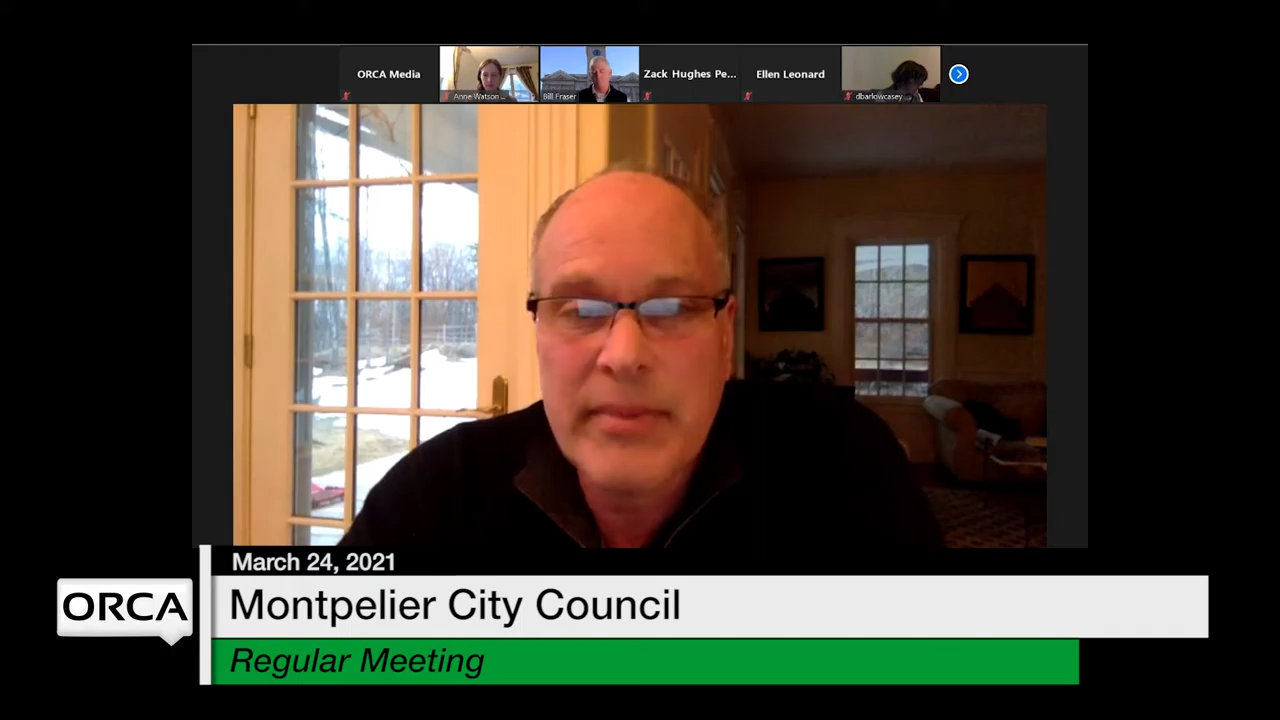 ORCA Media
Anne Watson ...
Bill Fraser
Zack Hughes Pe...
Ellen Leonard
dbarlowcasey
March 24, 2021
ORCA
Montpelier City Council
Regular Meeting